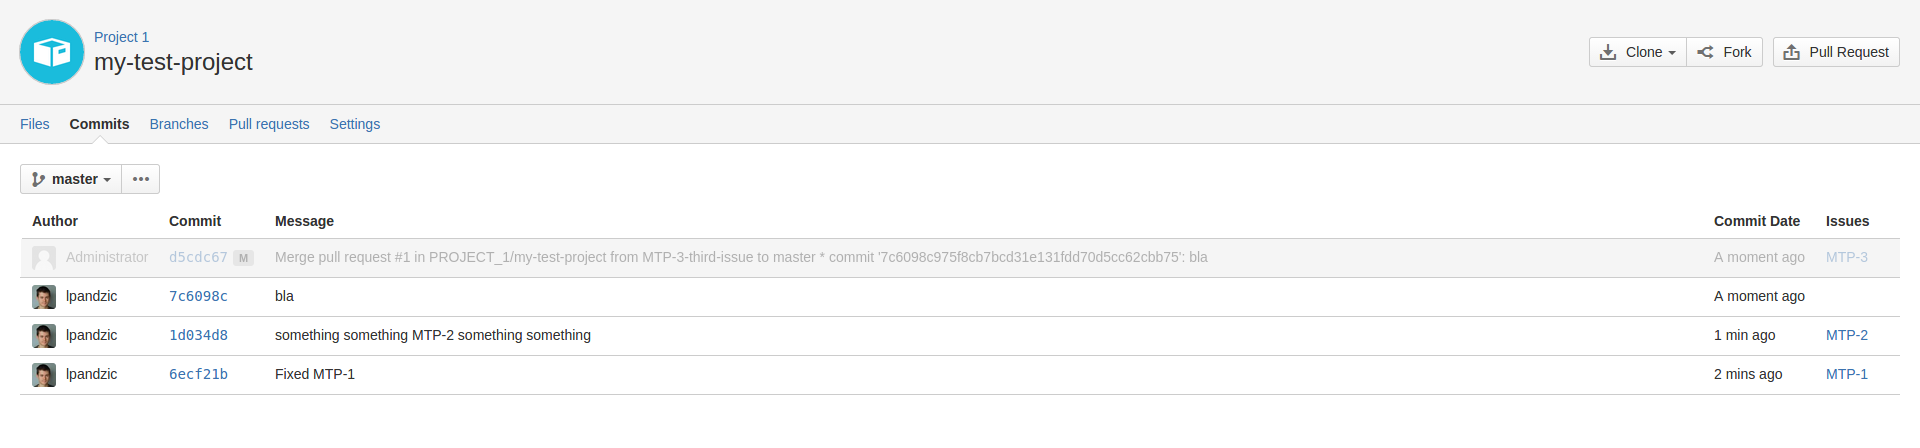 Project 1
my-test-project
Clone Fork Pull Request
Files Commits Branches Pull requests Settings
master
Author Commit Message Commit Date Issues
Administrator d5cdc67 M Merge pull request #1 in PROJECT_1/my-test-project from MTP-3-third-issue to master * commit '7c6098c975f8cb7bcd31e131fdd70d5cc62cbb75': bla A moment ago MTP-3
lpandzic 7c6098c bla A moment ago
lpandzic 1d034d8 something something MTP-2 something something 1 min ago MTP-2
lpandzic 6ecf21b Fixed MTP-1 2 mins ago MTP-1